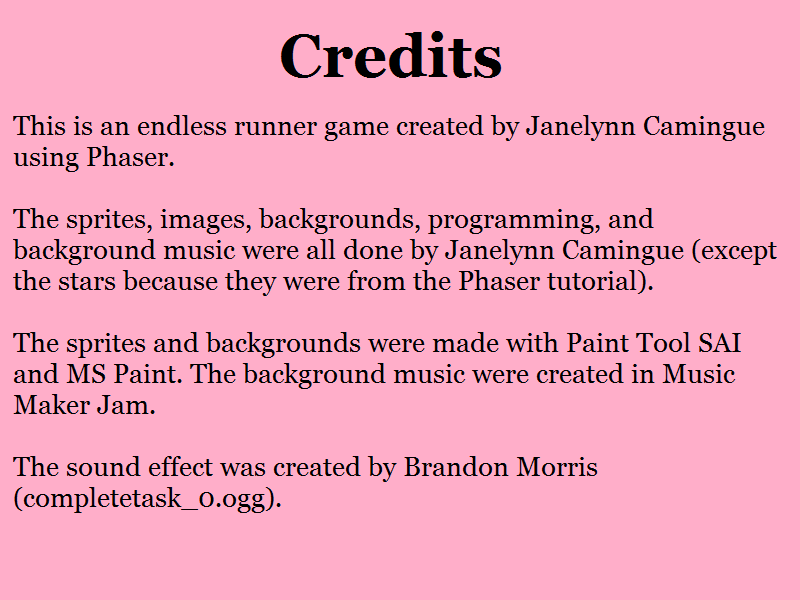 Credits
This is an endless runner game created by Janelynn Camingue
using Phaser.
The sprites, images, backgrounds, programming, and
background music were all done by Janelynn Camingue (except
the stars because they were from the Phaser tutorial).
The sprites and backgrounds were made with Paint Tool SAI
and MS Paint. The background music were created in Music
Maker Jam.
The sound effect was created by Brandon Morris
(completetask_0.ogg).